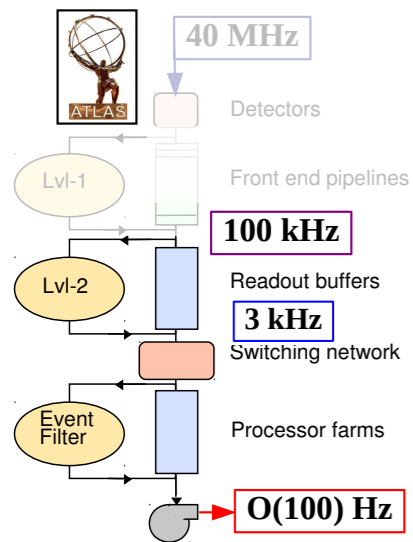 40 MHz
ATLAS
Detectors
Lvl-1
Front end pipelines
100 kHz
Lvl-2
Readout buffers
3 kHz
Switching network
Event
Filter
Processor farms
O(100) Hz